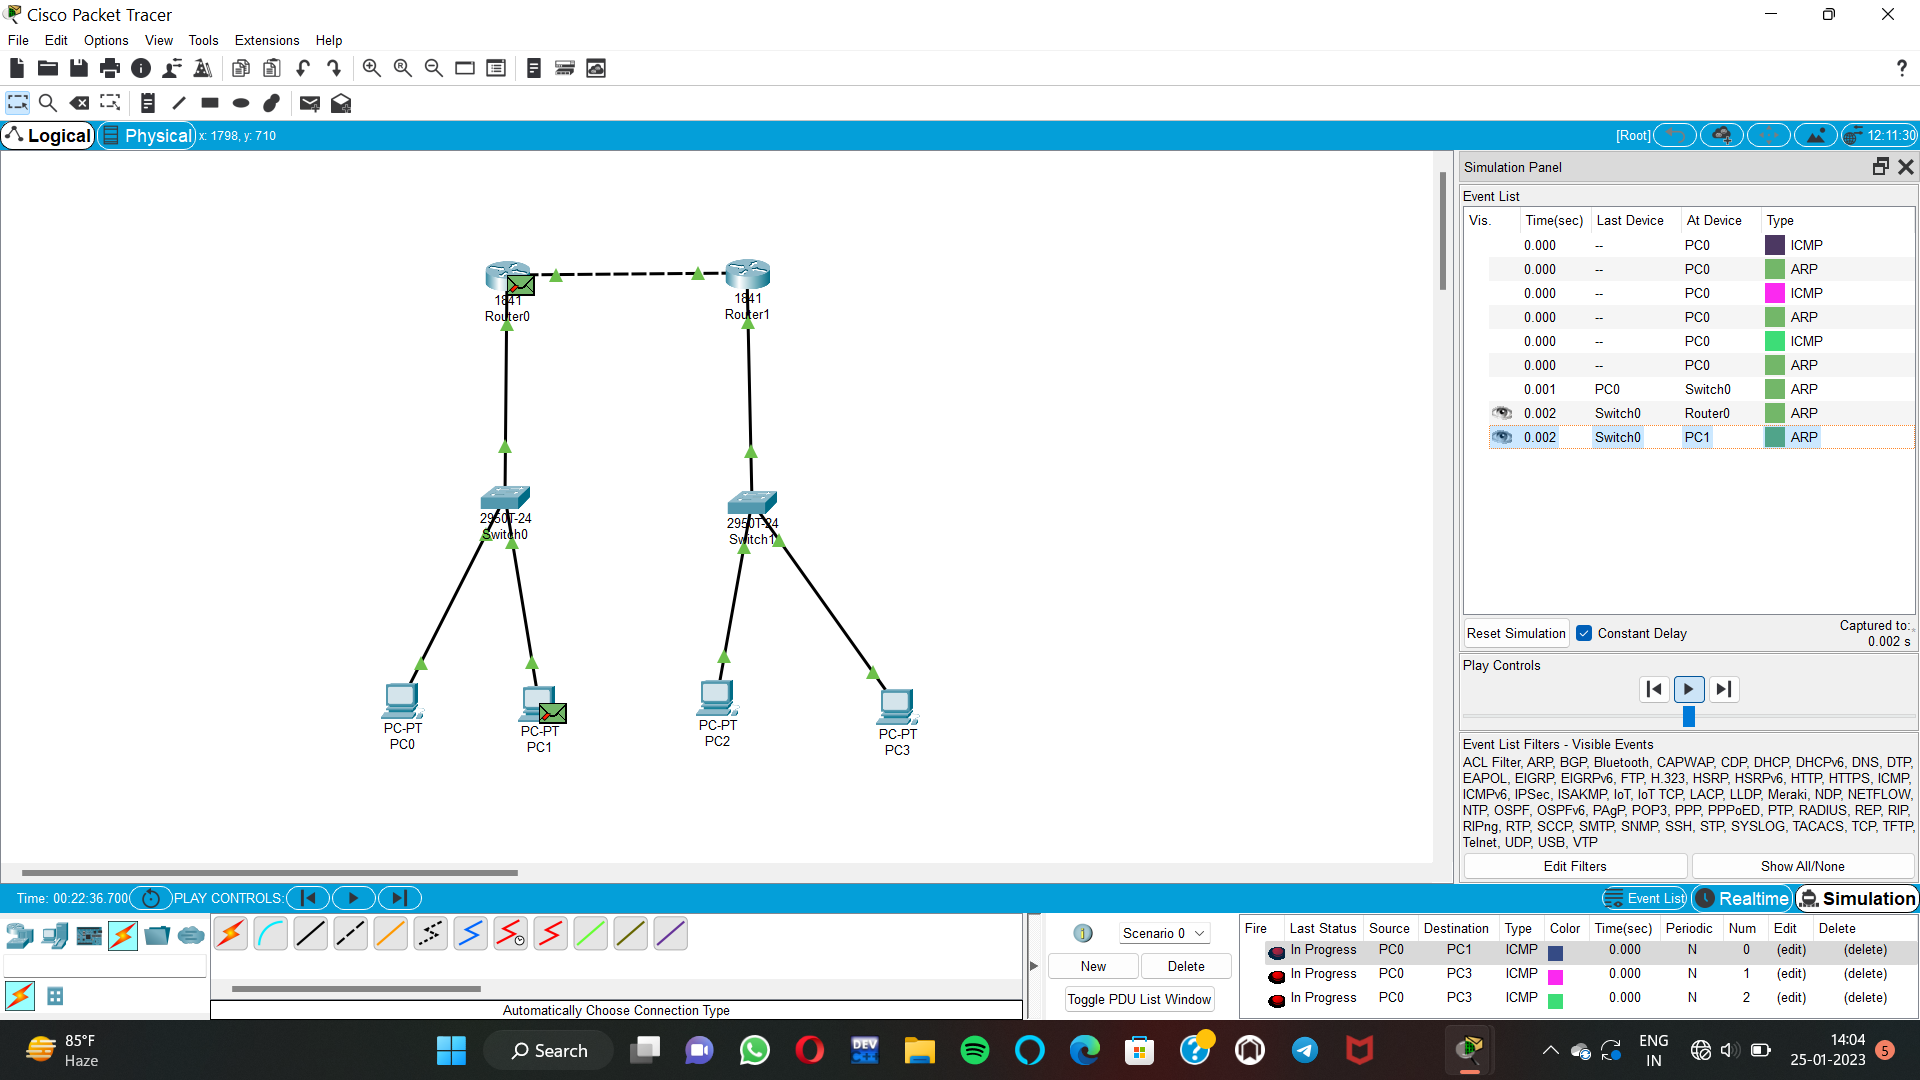 Cisco Packet Tracer
File Edit Options View Tools Extensions Help
?
Logical Physical x: 1798, y: 710 [Root] 12:11:30
Simulation Panel
Event List
Vis. Time(sec) Last Device At Device Type
0.000 -- PC0 ICMP
0.000 -- PC0 ARP
0.000 -- PC0 ICMP
0.000 -- PC0 ARP
0.000 -- PC0 ICMP
0.000 -- PC0 ARP
0.001 PC0 Switch0 ARP
0.002 Switch0 Router0 ARP
0.002 Switch0 PC1 ARP
1841
Router0
1841
Router1
2950T-24
Switch0
2950T-24
Switch1
PC-PT
PC0
PC-PT
PC1
PC-PT
PC2
PC-PT
PC3
Reset Simulation Constant Delay Captured to:
0.002 s
Play Controls
Event List Filters - Visible Events
ACL Filter, ARP, BGP, Bluetooth, CAPWAP, CDP, DHCP, DHCPv6, DNS, DTP,
EAPOL, EIGRP, EIGRPv6, FTP, H.323, HSRP, HSRPv6, HTTP, HTTPS, ICMP,
ICMPv6, IPSec, ISAKMP, IoT, IoT TCP, LACP, LLDP, Meraki, NDP, NETFLOW,
NTP, OSPF, OSPFv6, PAgP, POP3, PPP, PPPoED, PTP, RADIUS, REP, RIP,
RIPng, RTP, SCCP, SMTP, SNMP, SSH, STP, SYSLOG, TACACS, TCP, TFTP,
Telnet, UDP, USB, VTP
Edit Filters Show All/None
Time: 00:22:36.700 PLAY CONTROLS: Event List Realtime Simulation
Automatically Choose Connection Type
1 Scenario 0
New Delete
Toggle PDU List Window
Fire Last Status Source Destination Type Color Time(sec) Periodic Num Edit Delete
In Progress PC0 PC1 ICMP 0.000 N 0 (edit) (delete)
In Progress PC0 PC3 ICMP 0.000 N 1 (edit) (delete)
In Progress PC0 PC3 ICMP 0.000 N 2 (edit) (delete)
85°F
Haze
Search
DEV
C++
ENG
IN
14:04
25-01-2023
5